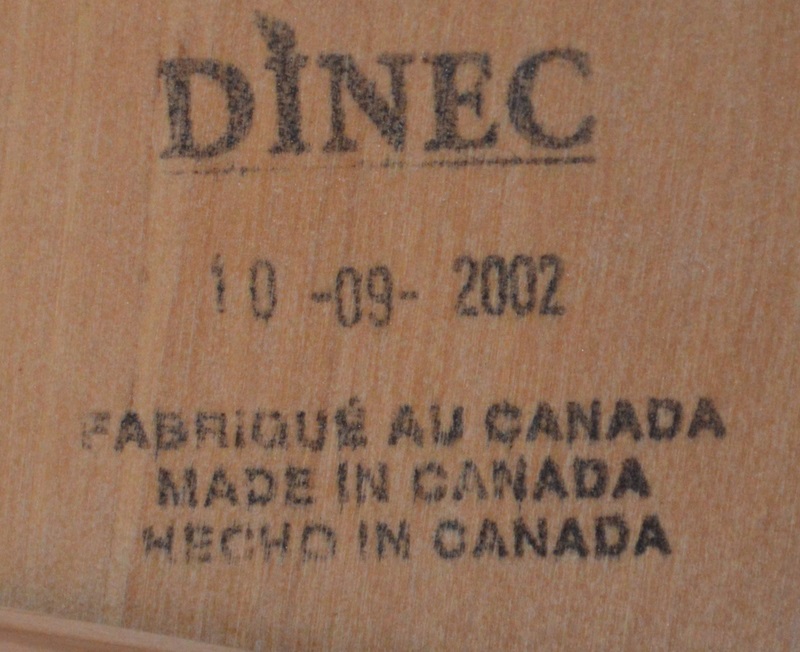 DINEC
10 -09- 2002
FABRIQUÉ AU CANADA
MADE IN CANADA
HECHO IN CANADA